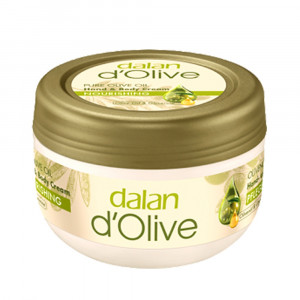 dalan
d'Olive
PURE OLIVE OIL
Hand & Body Cream
NOURISHING
dalan
d'Olive